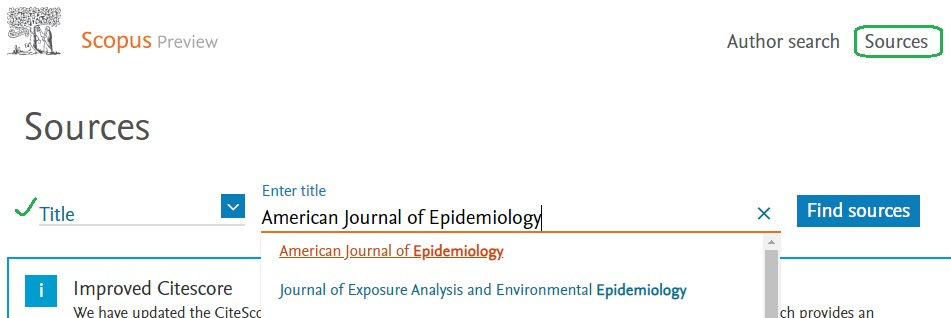 Scopus Preview
Author search Sources
Sources
Title
Enter title
American Journal of Epidemiology
Find sources
American Journal of Epidemiology
Journal of Exposure Analysis and Environmental Epidemiology
i
Improved Citescore
We have updated the CiteSco
ch provides an